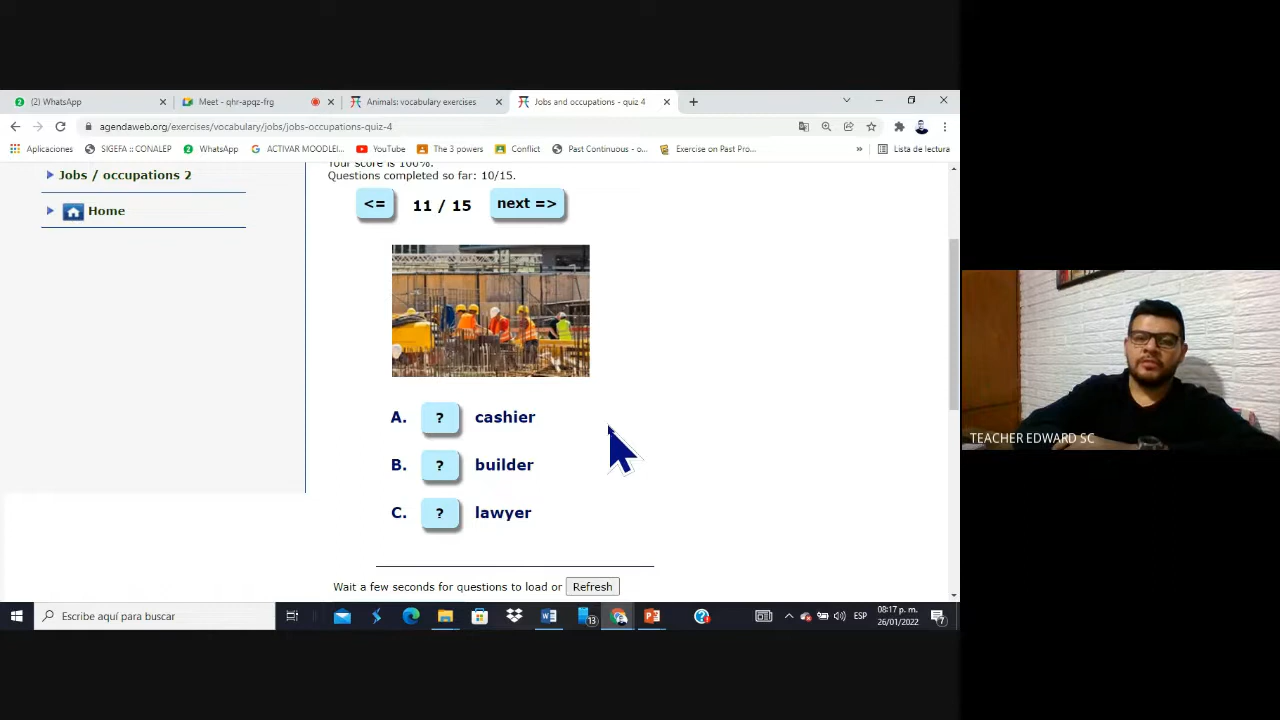 (2) WhatsApp
Meet - qhr-apqz-frg
Animals: vocabulary exercises
Jobs and occupations - quiz 4
agendaweb.org/exercises/vocabulary/jobs/jobs-occupations-quiz-4
Aplicaciones
SIGEFA :: CONALEP
WhatsApp
ACTIVAR MOODLEI...
YouTube
The 3 powers
Conflict
Past Continuous - o...
Exercise on Past Pro...
»
Lista de lectura
Your score is 100%.
Jobs / occupations 2
Questions completed so far: 10/15.
<= 11 / 15 next =>
Home
A. ? cashier
B. ? builder
C. ? lawyer
Wait a few seconds for questions to load or Refresh
TEACHER EDWARD SC
Escribe aquí para buscar
13
ESP
08:17 p. m.
26/01/2022
7